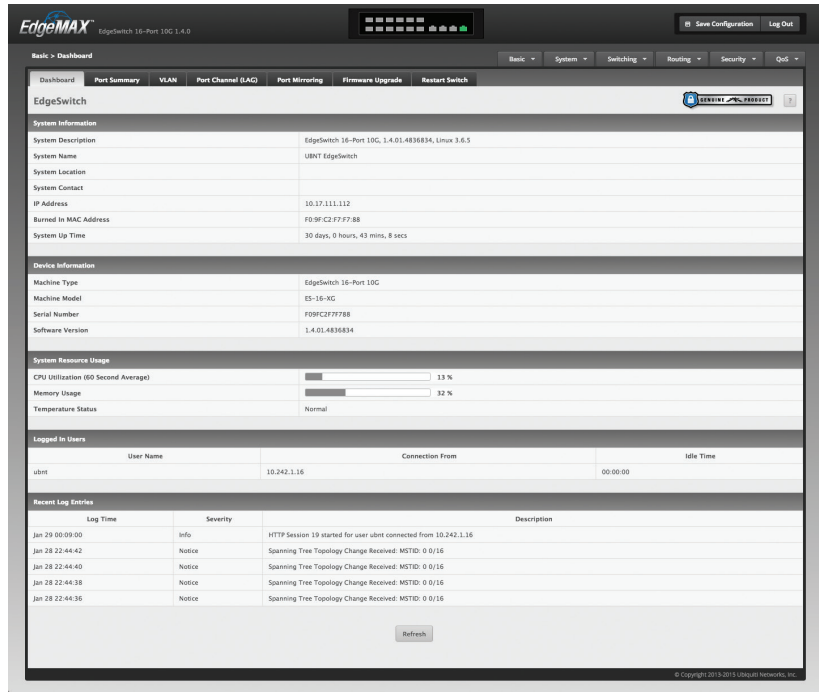 EdgeMAX™ EdgeSwitch 16-Port 10G 1.4.0
Save Configuration Log Out
Basic > Dashboard
Basic System Switching Routing Security QoS
Dashboard Port Summary VLAN Port Channel (LAG) Port Mirroring Firmware Upgrade Restart Switch
EdgeSwitch
GENUINE PRODUCT ?
System Information
System Description EdgeSwitch 16-Port 10G, 1.4.01.4836834, Linux 3.6.5
System Name UBNT EdgeSwitch
System Location
System Contact
IP Address 10.17.111.112
Burned In MAC Address F0:9F:C2:F7:F7:88
System Up Time 30 days, 0 hours, 43 mins, 8 secs
Device Information
Machine Type EdgeSwitch 16-Port 10G
Machine Model ES-16-XG
Serial Number F09FC2F7F788
Software Version 1.4.01.4836834
System Resource Usage
CPU Utilization (60 Second Average) 13 %
Memory Usage 32 %
Temperature Status Normal
Logged In Users
User Name Connection From Idle Time
ubnt 10.242.1.16 00:00:00
Recent Log Entries
Log Time Severity Description
Jan 29 00:09:00 Info HTTP Session 19 started for user ubnt connected from 10.242.1.16
Jan 28 22:44:42 Notice Spanning Tree Topology Change Received: MSTID: 0 0/16
Jan 28 22:44:40 Notice Spanning Tree Topology Change Received: MSTID: 0 0/16
Jan 28 22:44:38 Notice Spanning Tree Topology Change Received: MSTID: 0 0/16
Jan 28 22:44:36 Notice Spanning Tree Topology Change Received: MSTID: 0 0/16
Refresh
© Copyright 2013-2015 Ubiquiti Networks, Inc.